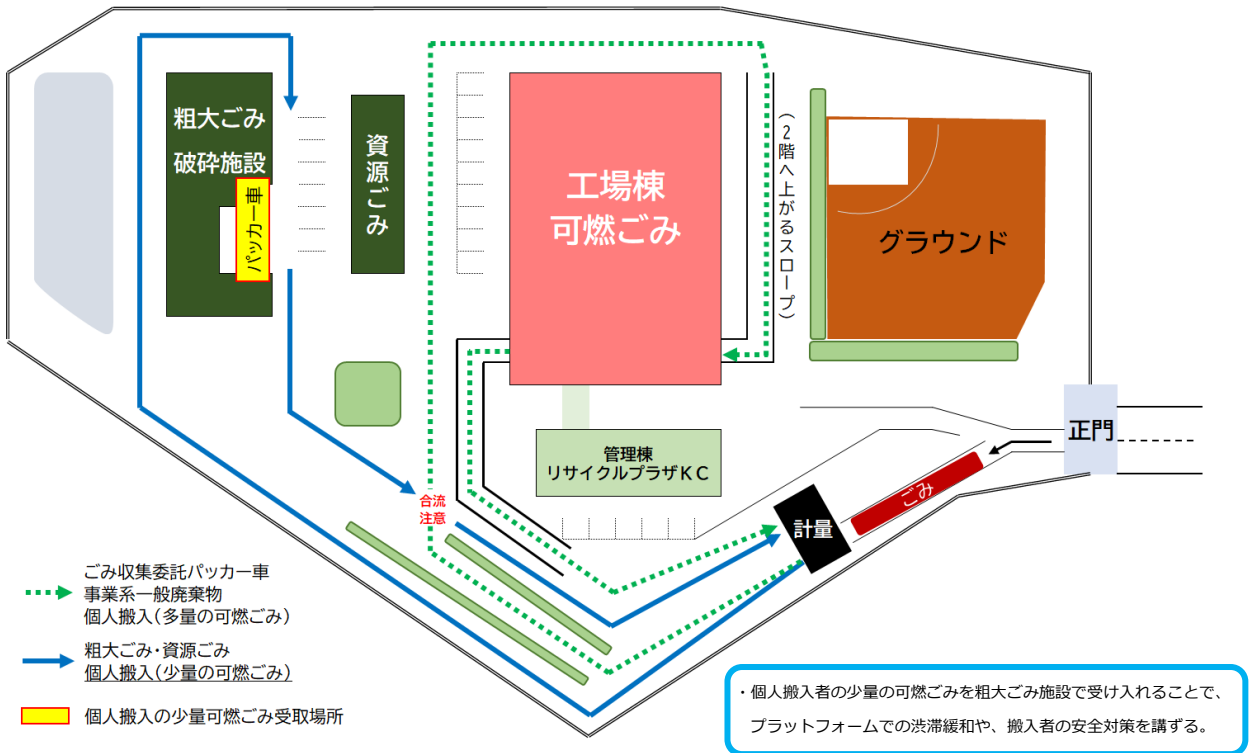 粗大ごみ
破砕施設
パッカー車
資源ごみ
工場棟
可燃ごみ
（2階へ上がるスロープ）
グラウンド
正門
管理棟
リサイクルプラザＫＣ
ごみ
計量
合流
注意
ごみ収集委託パッカー車
事業系一般廃棄物
個人搬入（多量の可燃ごみ）
粗大ごみ・資源ごみ
個人搬入（少量の可燃ごみ）
個人搬入の少量可燃ごみ受取場所
・個人搬入者の少量の可燃ごみを粗大ごみ施設で受け入れることで、
プラットフォームでの渋滞緩和や、搬入者の安全対策を講ずる。